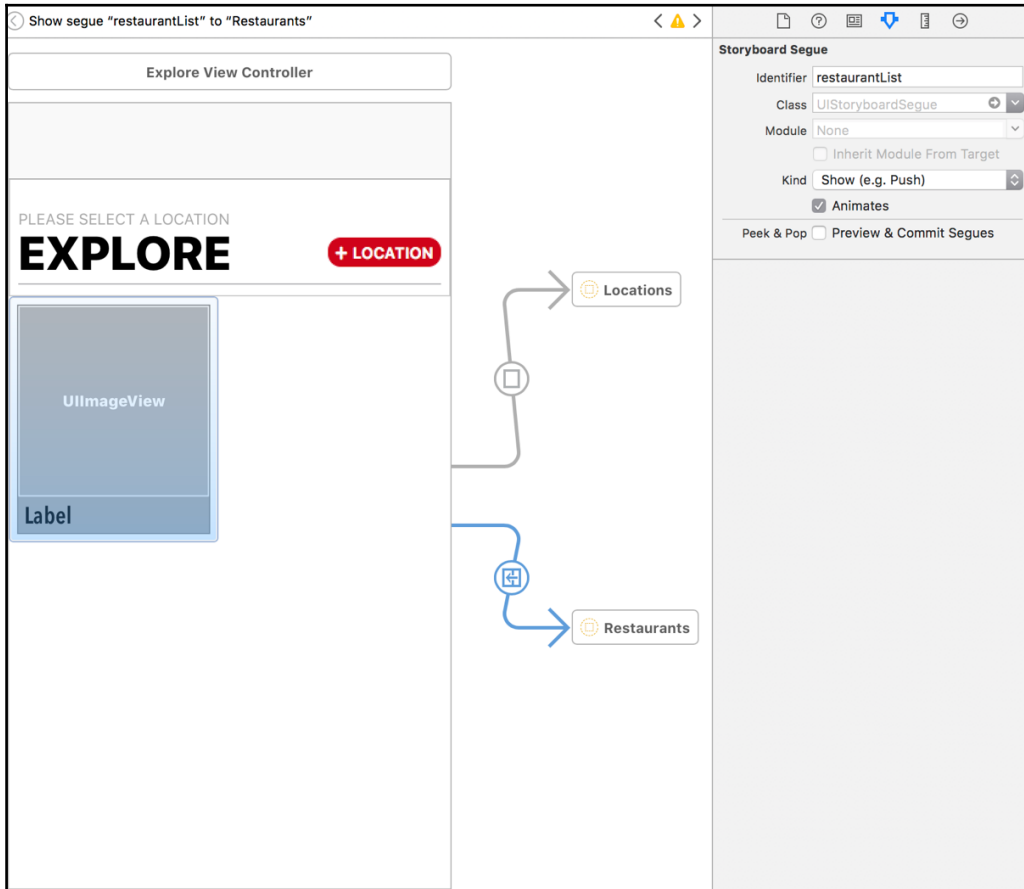 Show segue “restaurantList” to “Restaurants”
Explore View Controller
PLEASE SELECT A LOCATION
EXPLORE
+ LOCATION
UIImageView
Label
Locations
Restaurants
Storyboard Segue
Identifier restaurantList
Class UIStoryboardSegue
Module None
Inherit Module From Target
Kind Show (e.g. Push)
Animates
Peek & Pop Preview & Commit Segues